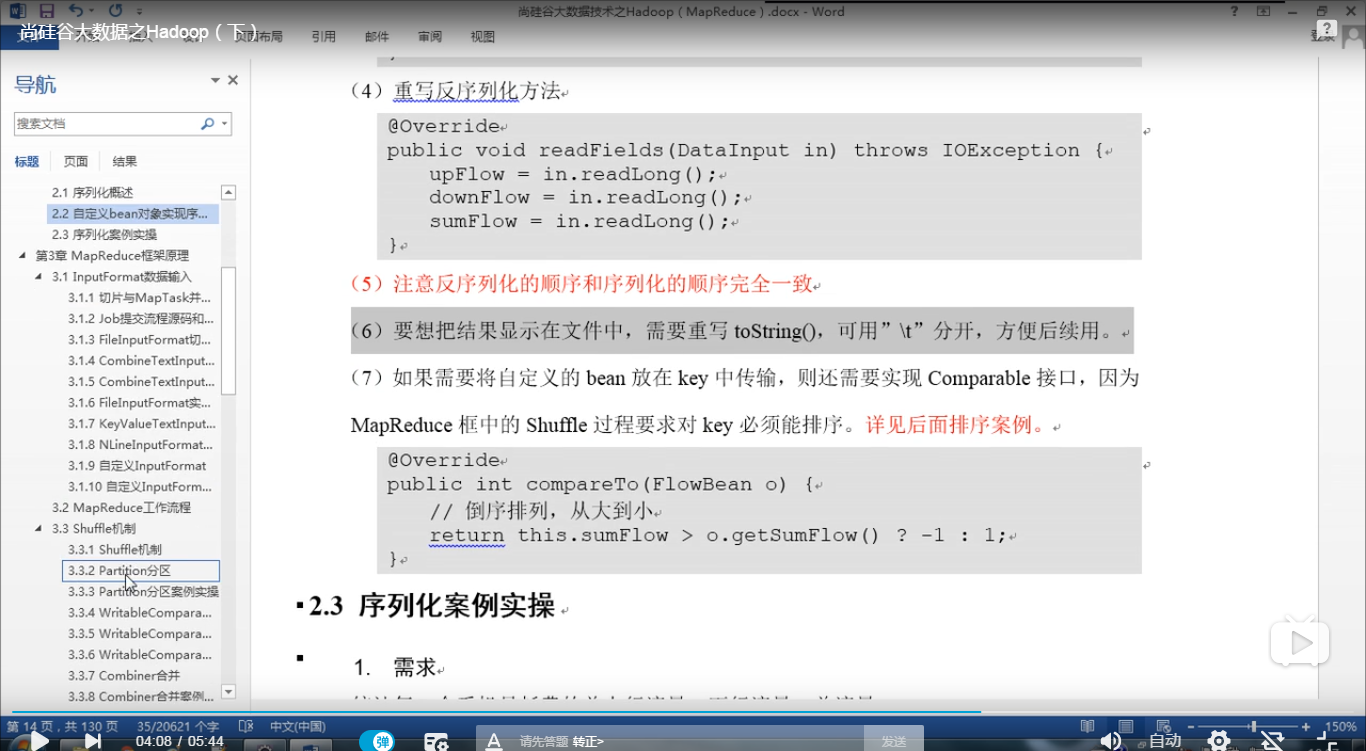 尚硅谷大数据技术之Hadoop（MapReduce）.docx - Word
尚硅谷大数据之Hadoop（下）
页面布局 引用 邮件 审阅 视图
登录
导航
搜索文档
标题 页面 结果
2.1 序列化概述
2.2 自定义bean对象实现序...
2.3 序列化案例实操
第3章 MapReduce框架原理
3.1 InputFormat数据输入
3.1.1 切片与MapTask并...
3.1.2 Job提交流程源码和...
3.1.3 FileInputFormat切...
3.1.4 CombineTextInput...
3.1.5 CombineTextInput...
3.1.6 FileInputFormat实...
3.1.7 KeyValueTextInput...
3.1.8 NLineInputFormat...
3.1.9 自定义InputFormat
3.1.10 自定义InputForm...
3.2 MapReduce工作流程
3.3 Shuffle机制
3.3.1 Shuffle机制
3.3.2 Partition分区
3.3.3 Partition分区案例实操
3.3.4 WritableCompara...
3.3.5 WritableCompara...
3.3.6 WritableCompara...
3.3.7 Combiner合并
3.3.8 Combiner合并案例...
（4）重写反序列化方法
@Override
public void readFields(DataInput in) throws IOException {
upFlow = in.readLong();
downFlow = in.readLong();
sumFlow = in.readLong();
}
（5）注意反序列化的顺序和序列化的顺序完全一致
（6）要想把结果显示在文件中，需要重写 toString()，可用”\t”分开，方便后续用。
（7）如果需要将自定义的 bean 放在 key 中传输，则还需要实现 Comparable 接口，因为
MapReduce 框中的 Shuffle 过程要求对 key 必须能排序。详见后面排序案例。
@Override
public int compareTo(FlowBean o) {
// 倒序排列，从大到小
return this.sumFlow > o.getSumFlow() ? -1 : 1;
}
2.3 序列化案例实操
1. 需求
第 14 页，共 130 页 35/20621 个字 中文(中国) 150%
04:08 / 05:44 弹 请先答题 转正> 发送 自动